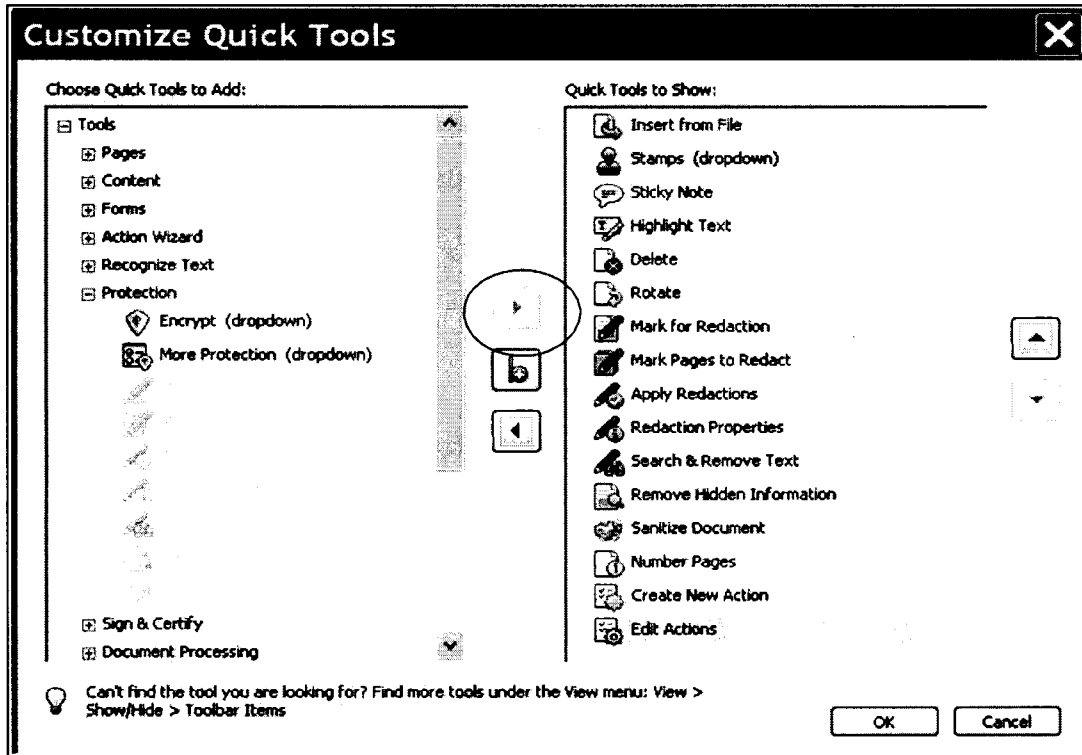 Customize Quick Tools
Choose Quick Tools to Add:
Tools
Pages
Content
Forms
Action Wizard
Recognize Text
Protection
Encrypt (dropdown)
More Protection (dropdown)
Sign & Certify
Document Processing
Quick Tools to Show:
Insert from File
Stamps (dropdown)
Sticky Note
Highlight Text
Delete
Rotate
Mark for Redaction
Mark Pages to Redact
Apply Redactions
Redaction Properties
Search & Remove Text
Remove Hidden Information
Sanitize Document
Number Pages
Create New Action
Edit Actions
Can't find the tool you are looking for? Find more tools under the View menu: View >
Show/Hide > Toolbar Items
OK
Cancel